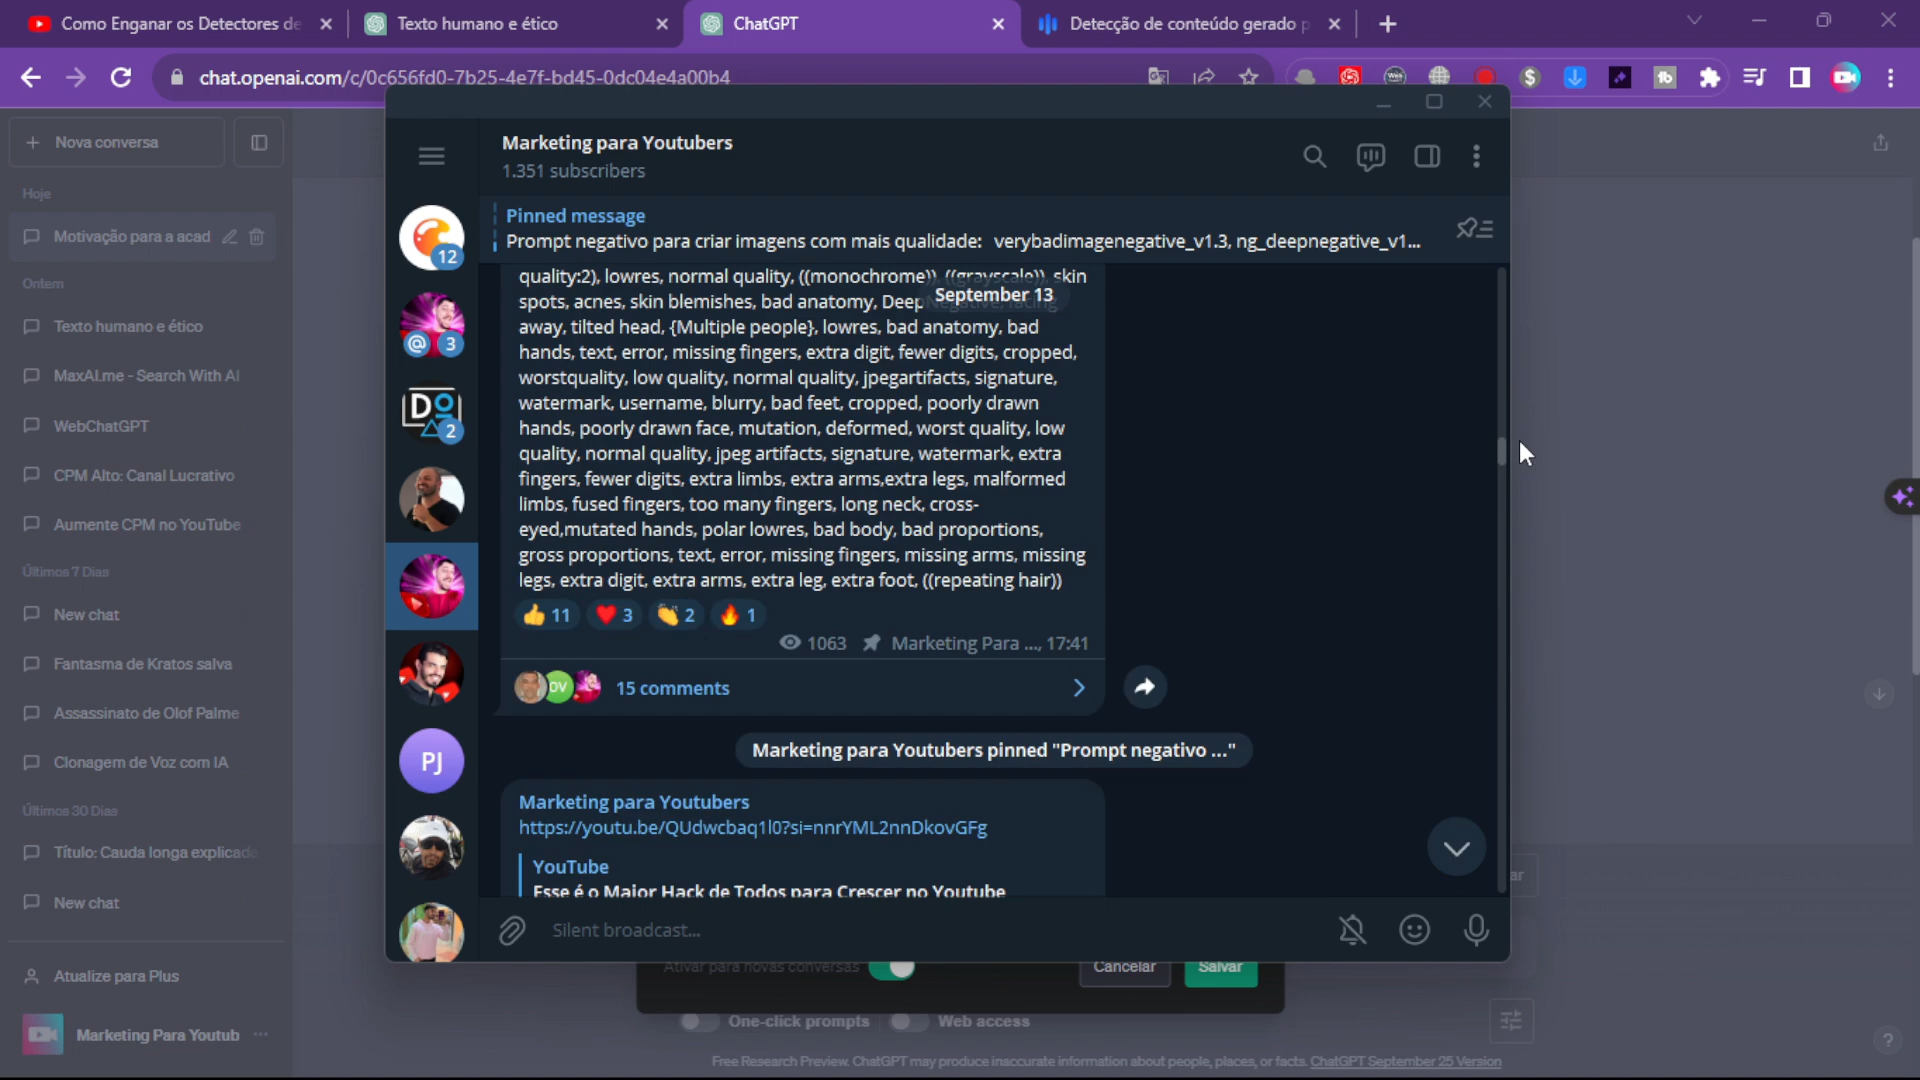 Como Enganar os Detectores de
Texto humano e ético
ChatGPT
Detecção de conteúdo gerado p
chat.openai.com/c/0c656fd0-7b25-4e7f-bd45-0dc04e4a00b4
Nova conversa
Hoje
Motivação para a acad
Ontem
Texto humano e ético
MaxAI.me - Search With AI
WebChatGPT
CPM Alto: Canal Lucrativo
Aumente CPM no YouTube
Últimos 7 Dias
New chat
Fantasma de Kratos salva
Assassinato de Olof Palme
Clonagem de Voz com IA
Últimos 30 Dias
Título: Cauda longa explicada
New chat
Atualize para Plus
Marketing Para Youtub
Marketing para Youtubers
1.351 subscribers
Pinned message
Prompt negativo para criar imagens com mais qualidade: verybadimagenegative_v1.3, ng_deepnegative_v1...
12
@ 3
DO
2
PJ
quality:2), lowres, normal quality, ((monochrome)), ((grayscale)), skin
September 13
spots, acnes, skin blemishes, bad anatomy, DeepNegative, facing
away, tilted head, {Multiple people}, lowres, bad anatomy, bad
hands, text, error, missing fingers, extra digit, fewer digits, cropped,
worstquality, low quality, normal quality, jpegartifacts, signature,
watermark, username, blurry, bad feet, cropped, poorly drawn
hands, poorly drawn face, mutation, deformed, worst quality, low
quality, normal quality, jpeg artifacts, signature, watermark, extra
fingers, fewer digits, extra limbs, extra arms,extra legs, malformed
limbs, fused fingers, too many fingers, long neck, cross-
eyed,mutated hands, polar lowres, bad body, bad proportions,
gross proportions, text, error, missing fingers, missing arms, missing
legs, extra digit, extra arms, extra leg, extra foot, ((repeating hair))
11 3 2 1
1063 Marketing Para ..., 17:41
DV
15 comments
Marketing para Youtubers pinned "Prompt negativo ..."
Marketing para Youtubers
https://youtu.be/QUdwcbaq1l0?si=nnrYML2nnDkovGFg
YouTube
Esse é o Maior Hack de Todos para Crescer no Youtube
Silent broadcast...
ar
Ativar para novas conversas
Cancelar
Salvar
One-click prompts
Web access
Free Research Preview. ChatGPT may produce inaccurate information about people, places, or facts. ChatGPT September 25 Version
?